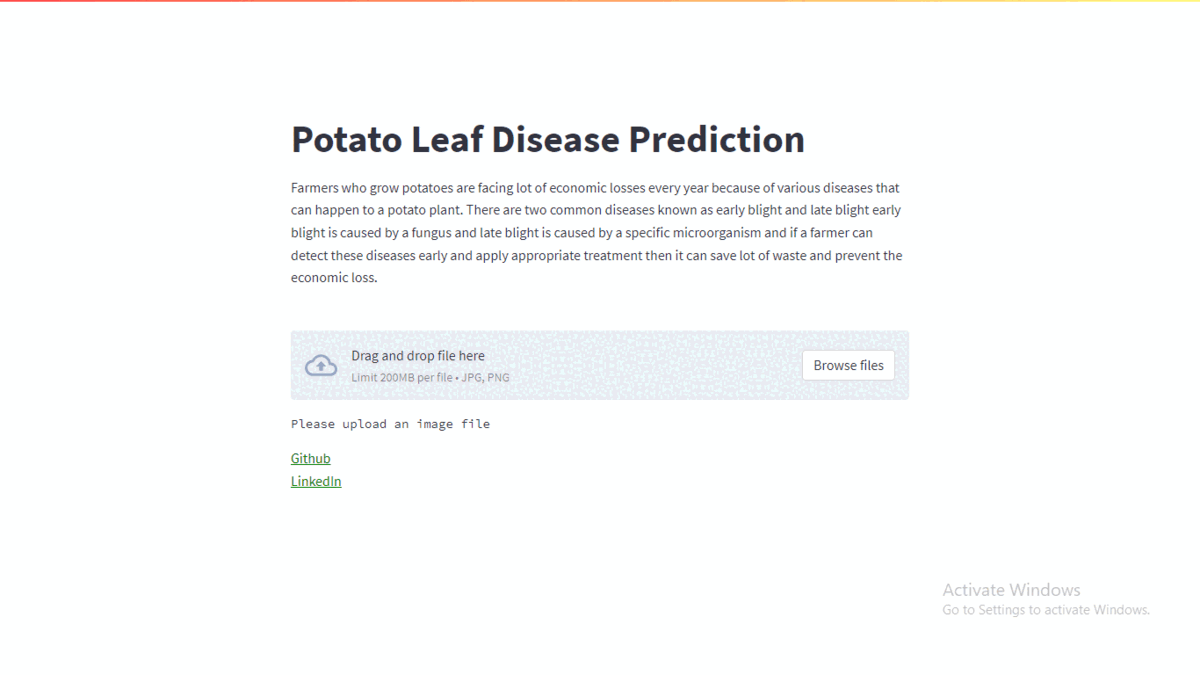 Potato Leaf Disease Prediction
Farmers who grow potatoes are facing lot of economic losses every year because of various diseases that
can happen to a potato plant. There are two common diseases known as early blight and late blight early
blight is caused by a fungus and late blight is caused by a specific microorganism and if a farmer can
detect these diseases early and apply appropriate treatment then it can save lot of waste and prevent the
economic loss.
Drag and drop file here
Limit 200MB per file • JPG, PNG
Browse files
Please upload an image file
Github
LinkedIn
Activate Windows
Go to Settings to activate Windows.